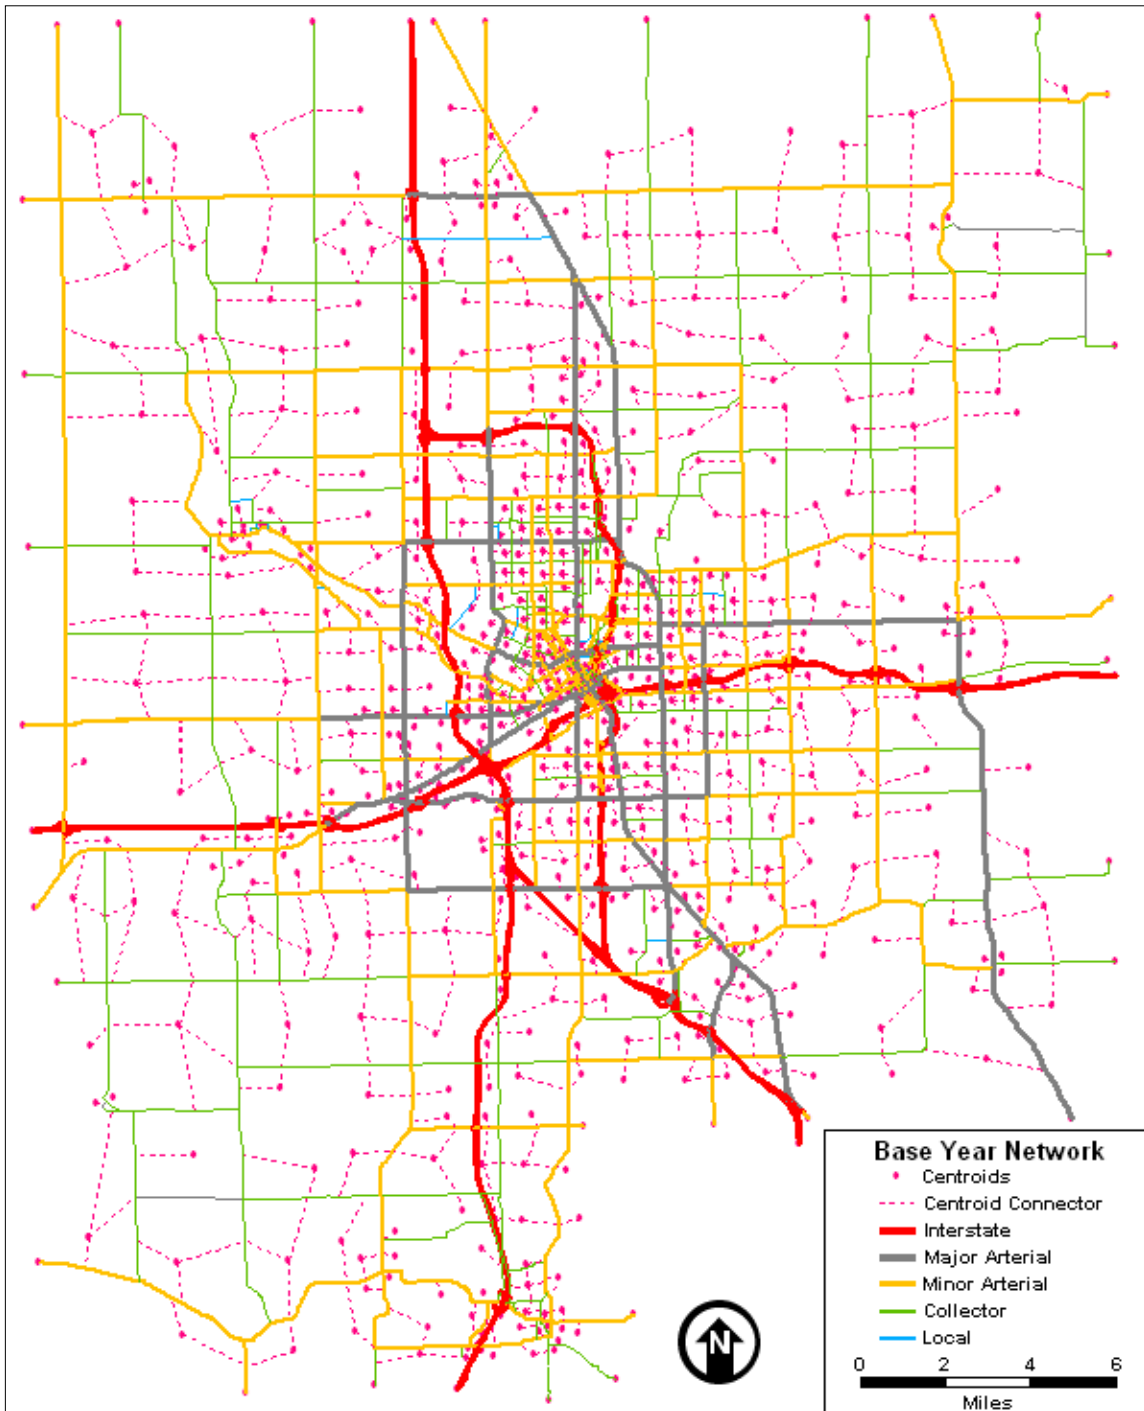 Base Year Network
Centroids
Centroid Connector
Interstate
Major Arterial
Minor Arterial
Collector
Local
N
0 2 4 6
Miles